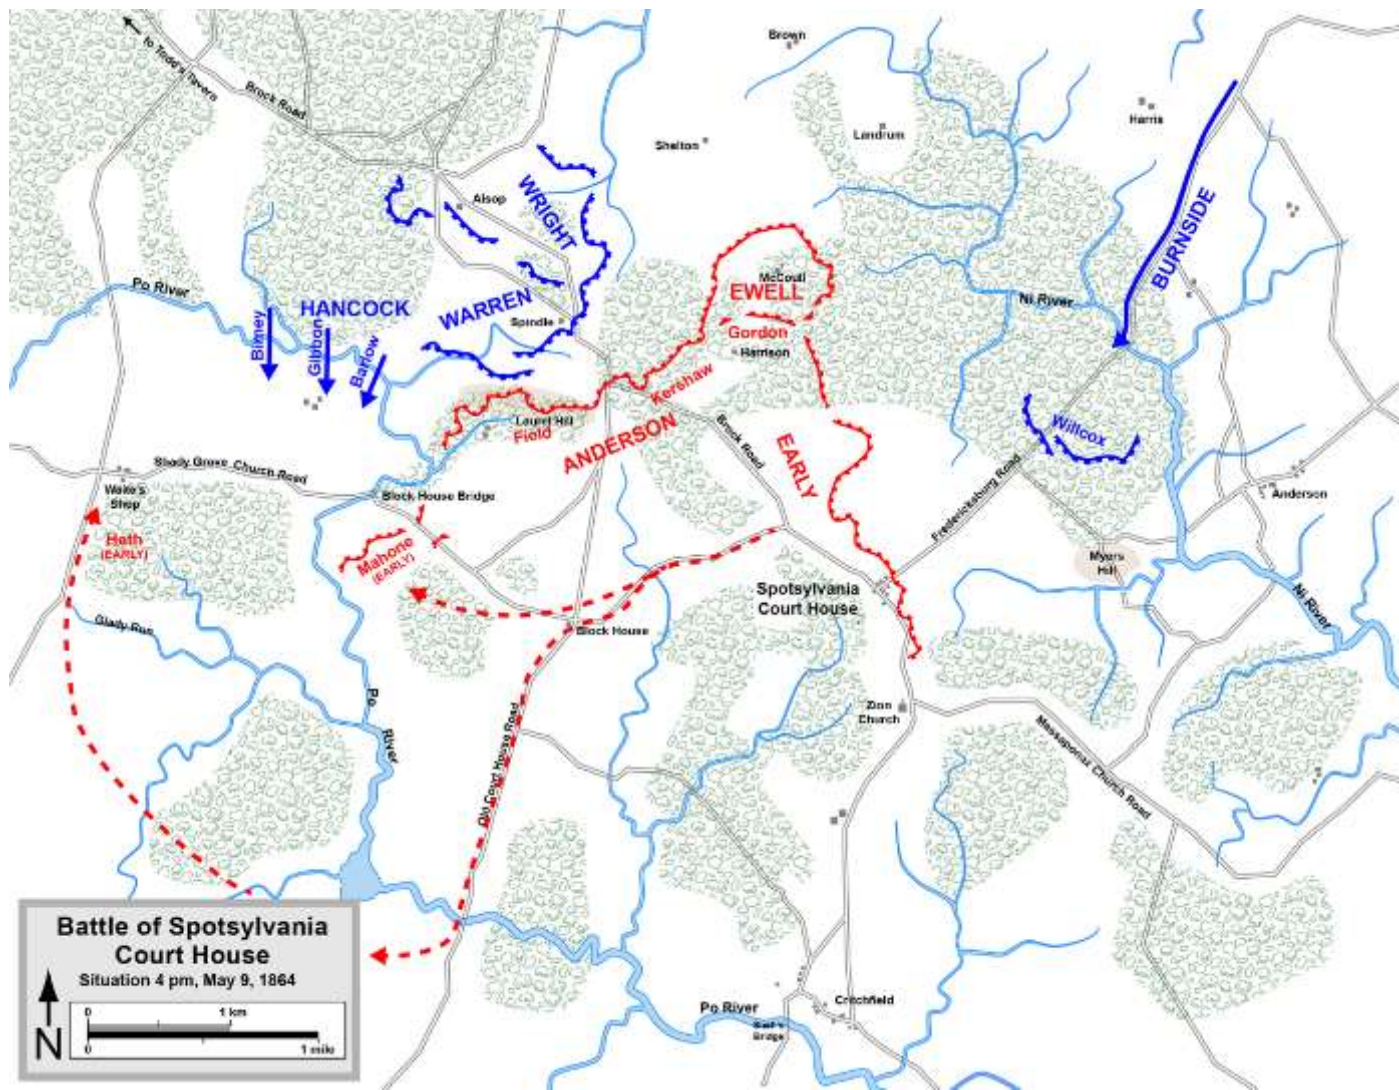 to Todd's Tavern
Brock Road
Brown
Harris
Landrum
Shelton
Alsop
WRIGHT
BURNSIDE
McCoull
EWELL
Po River
HANCOCK
WARREN
Ni River
Birney
Gibbon
Barlow
Spindle
Gordon
Harrison
Kershaw
Laurel Hill
Field
ANDERSON
Brock Road
EARLY
Willcox
Shady Grove Church Road
Fredericksburg Road
Waite's
Shop
Block House Bridge
Anderson
Heth
(EARLY)
Mahone
(EARLY)
Myers
Hill
Spotsylvania
Court House
Ni River
Glady Run
Block House
Po River
Zion
Church
Old Court House Road
Massaponax Church Road
Po River
Critchfield
Bridge
Battle of Spotsylvania
Court House
Situation 4 pm, May 9, 1864
N
0 1 km
0 1 mile